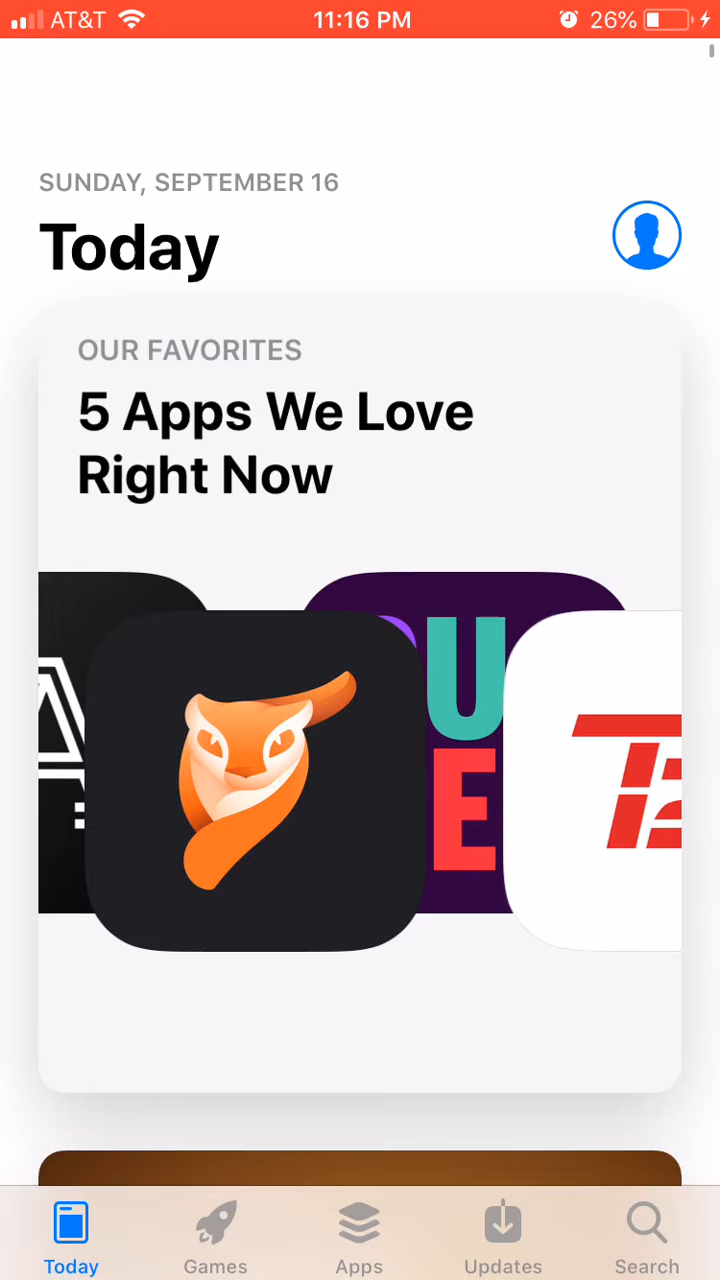 AT&T 11:16 PM 26%
SUNDAY, SEPTEMBER 16
Today
OUR FAVORITES
5 Apps We Love
Right Now
U
E
Today Games Apps Updates Search